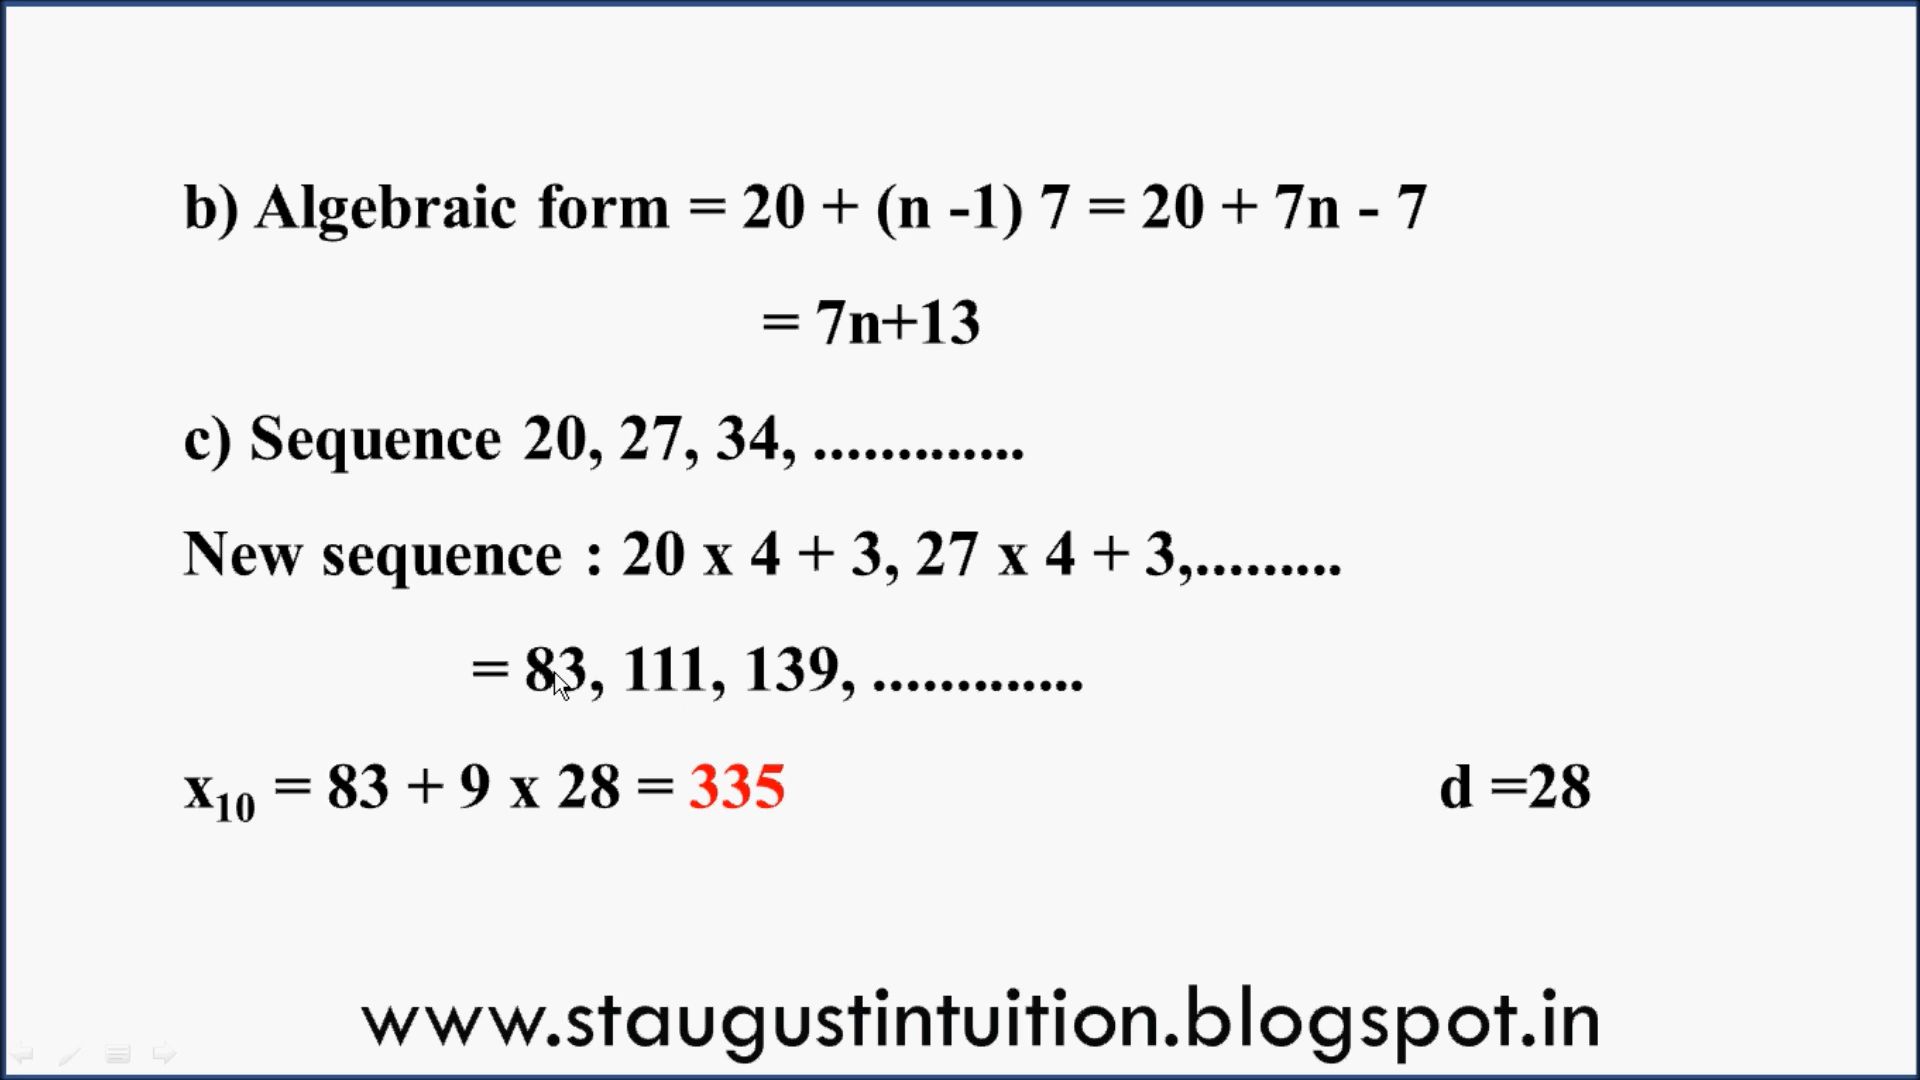 b) Algebraic form = 20 + (n -1) 7 = 20 + 7n - 7
= 7n+13
c) Sequence 20, 27, 34, .............
New sequence : 20 x 4 + 3, 27 x 4 + 3,.........
= 83, 111, 139, .............
x₁₀ = 83 + 9 x 28 = 335 d =28
www.staugustintuition.blogspot.in